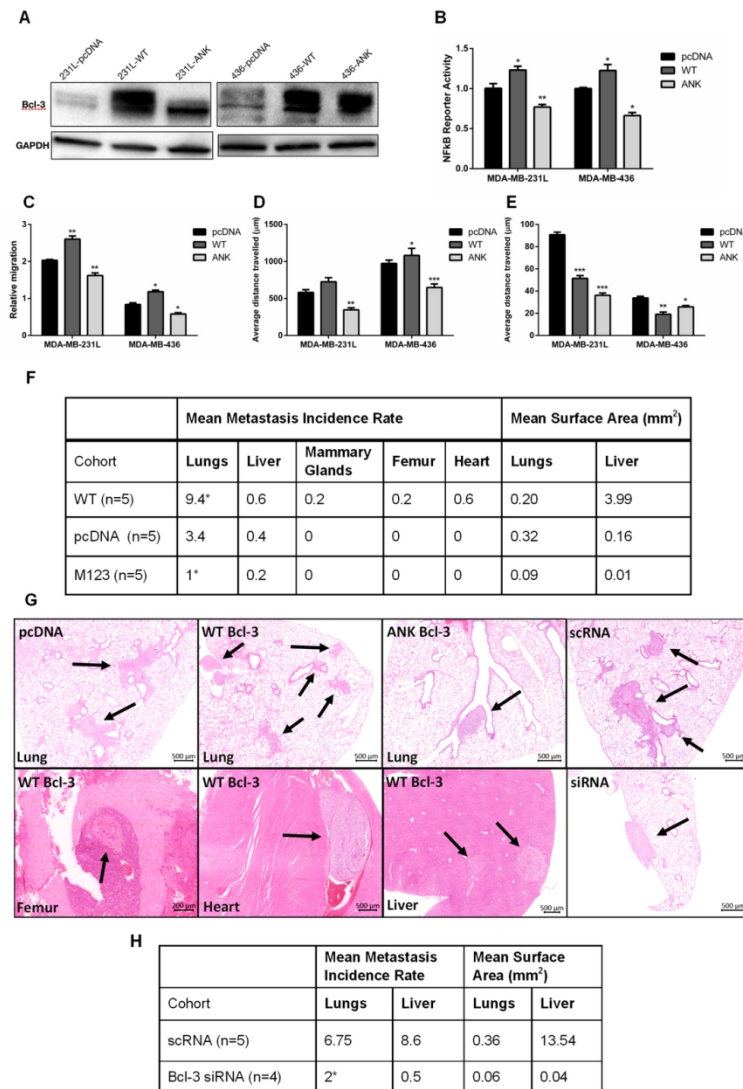 A
231L-pcDNA
231L-WT
231L-ANK
436-pcDNA
436-WT
436-ANK
Bcl-3
GAPDH
B
NFkB Reporter Activity
1.5
1.0
0.5
0.0
*
**
*
*
MDA-MB-231L
MDA-MB-436
pcDNA
WT
ANK
C
Relative migration
3
2
1
0
**
**
*
*
MDA-MB-231L
MDA-MB-436
pcDNA
WT
ANK
D
Average distance travelled (µm)
1500
1000
500
0
**
*
***
MDA-MB-231L
MDA-MB-436
pcDNA
WT
ANK
E
Average distance travelled (µm)
100
80
60
40
20
0
***
***
**
*
MDA-MB-231L
MDA-MB-436
pcDNA
WT
ANK
F
Mean Metastasis Incidence Rate Mean Surface Area (mm²)
Cohort Lungs Liver Mammary Glands Femur Heart Lungs Liver
WT (n=5) 9.4* 0.6 0.2 0.2 0.6 0.20 3.99
pcDNA (n=5) 3.4 0.4 0 0 0 0.32 0.16
M123 (n=5) 1* 0.2 0 0 0 0.09 0.01
G
pcDNA
Lung
500 µm
WT Bcl-3
Lung
500 µm
ANK Bcl-3
Lung
500 µm
scRNA
500 µm
WT Bcl-3
Femur
200 µm
WT Bcl-3
Heart
500 µm
WT Bcl-3
Liver
500 µm
siRNA
500 µm
H
Mean Metastasis Incidence Rate Mean Surface Area (mm²)
Cohort Lungs Liver Lungs Liver
scRNA (n=5) 6.75 8.6 0.36 13.54
Bcl-3 siRNA (n=4) 2* 0.5 0.06 0.04